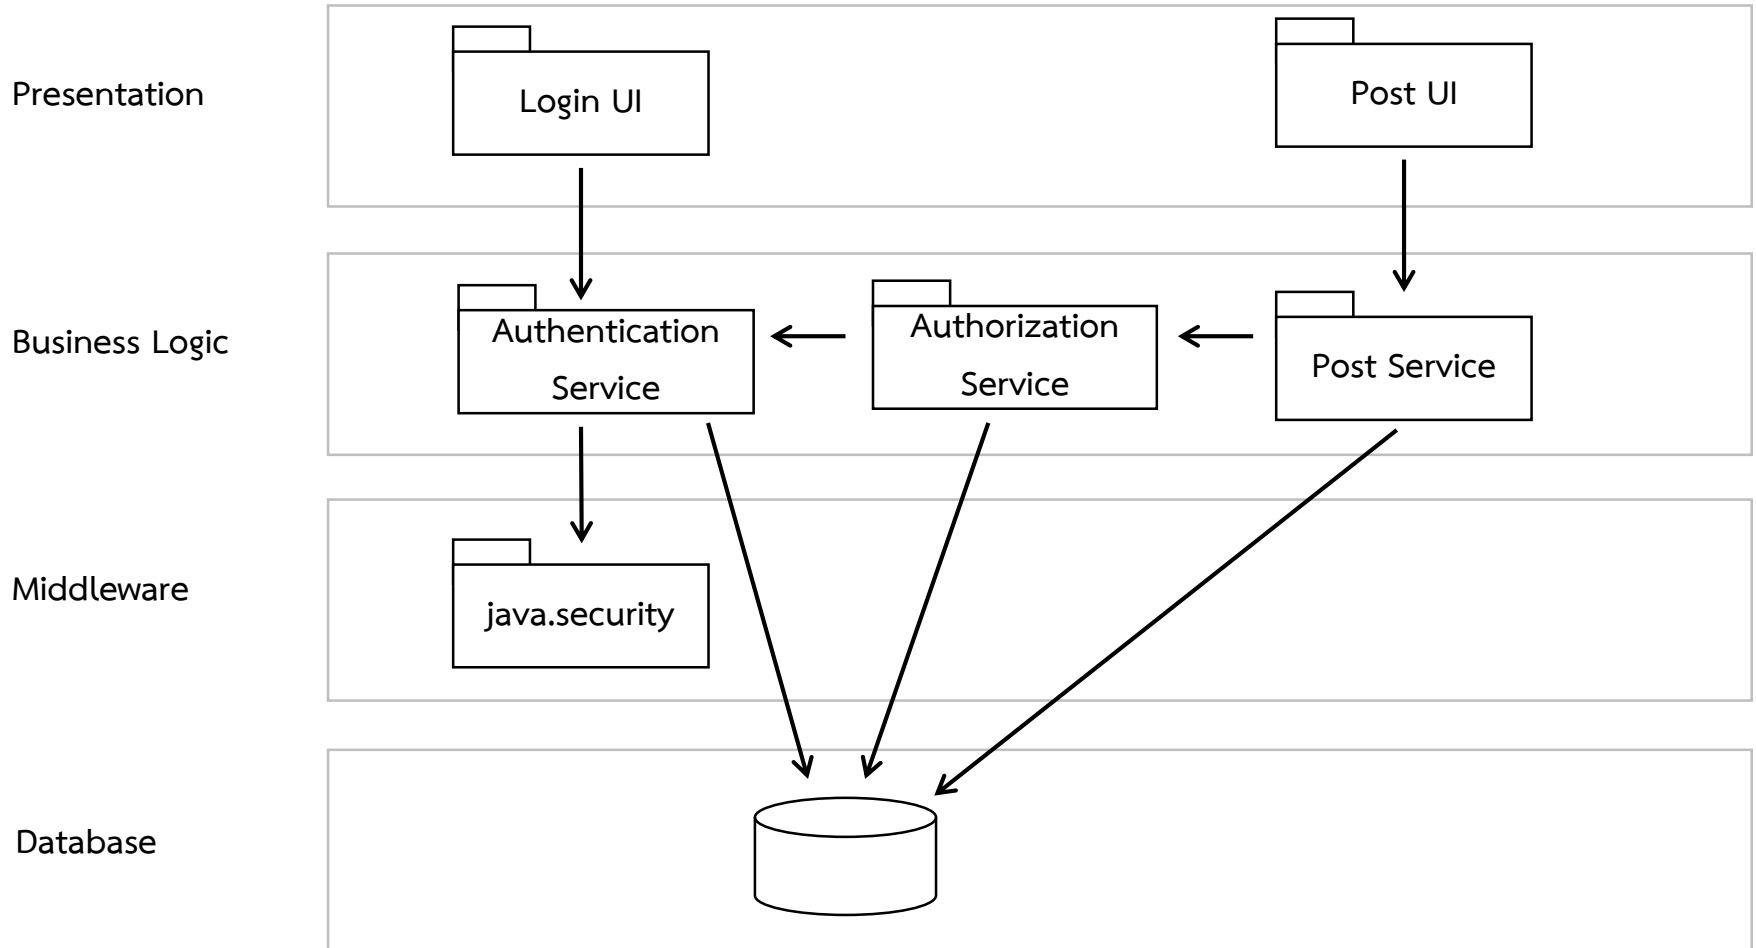 Presentation
Login UI
Post UI
Business Logic
Authentication
Service
Authorization
Service
Post Service
Middleware
java.security
Database